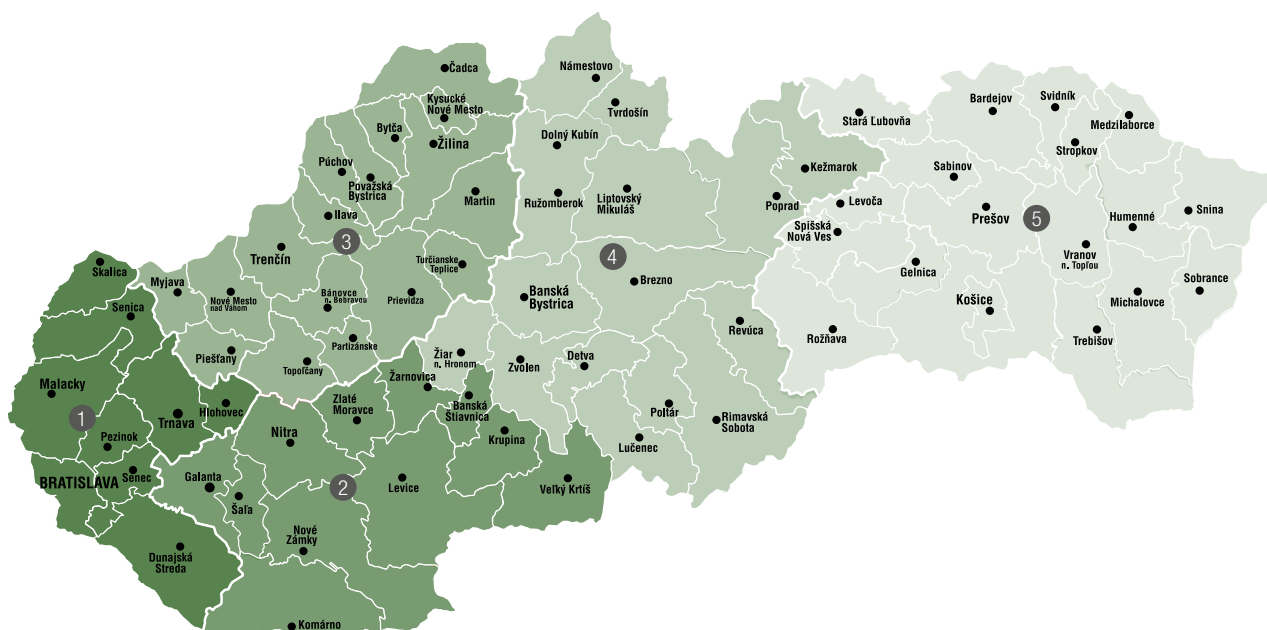 Čadca
Kysucké
Nové Mesto
Bytča
Žilina
Púchov
Považská
Bystrica
Martin
Ilava
3
Trenčín
Turčianske
Teplice
Myjava
Nové Mesto
nad Váhom
Bánovce
n. Bebravou
Prievidza
Partizánske
Piešťany
Topoľčany
Námestovo
Tvrdošín
Dolný Kubín
Ružomberok
Liptovský
Mikuláš
Kežmarok
Poprad
4
Banská
Bystrica
Brezno
Revúca
Žiar
n. Hronom
Zvolen
Detva
Poltár
Rimavská
Sobota
Lučenec
Stará Ľubovňa
Bardejov
Svidník
Medzilaborce
Stropkov
Sabinov
Levoča
Prešov
5
Humenné
Snina
Spišská
Nová Ves
Vranov
n. Topľou
Gelnica
Sobrance
Košice
Michalovce
Rožňava
Trebišov
Skalica
Senica
Malacky
1
Trnava
Hlohovec
Pezinok
Senec
BRATISLAVA
Dunajská
Streda
Žarnovica
Zlaté
Moravce
Banská
Štiavnica
Nitra
Krupina
Galanta
2
Levice
Veľký Krtíš
Šaľa
Nové
Zámky
Komárno